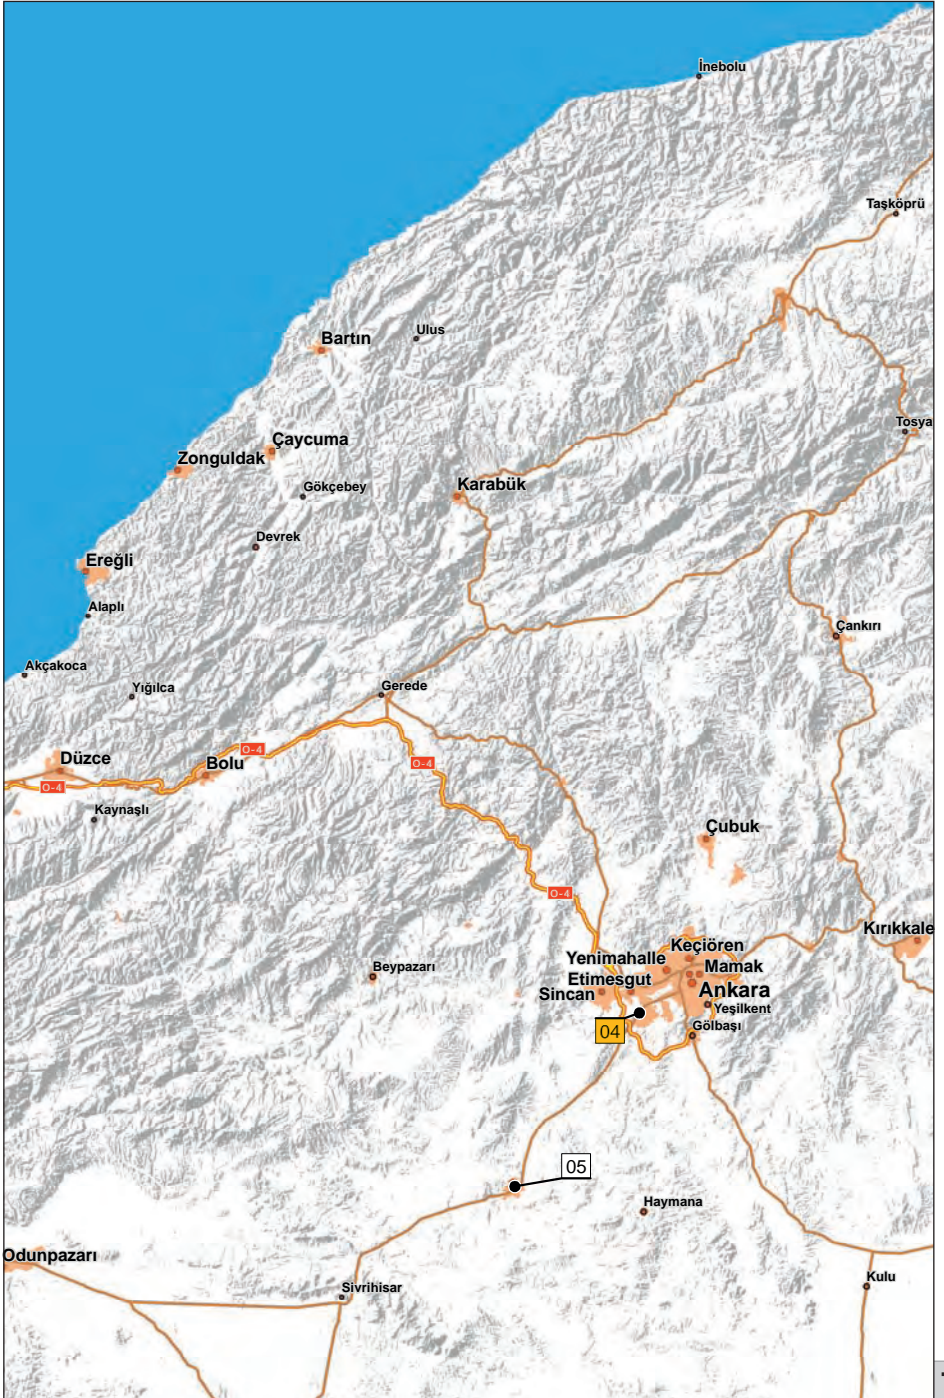 İnebolu
Taşköprü
Ulus
Bartın
Tosya
Çaycuma
Zonguldak
Gökçebey
Karabük
Devrek
Ereğli
Alaplı
Çankırı
Akçakoca
Yığılca
Gerede
O-4
Düzce
Bolu
O-4
O-4
Kaynaşlı
Çubuk
O-4
Kırıkkale
Keçiören
Yenimahalle
Mamak
Beypazarı
Etimesgut
Sincan
Ankara
Yeşilkent
04
Gölbaşı
05
Haymana
Odunpazarı
Sivrihisar
Kulu